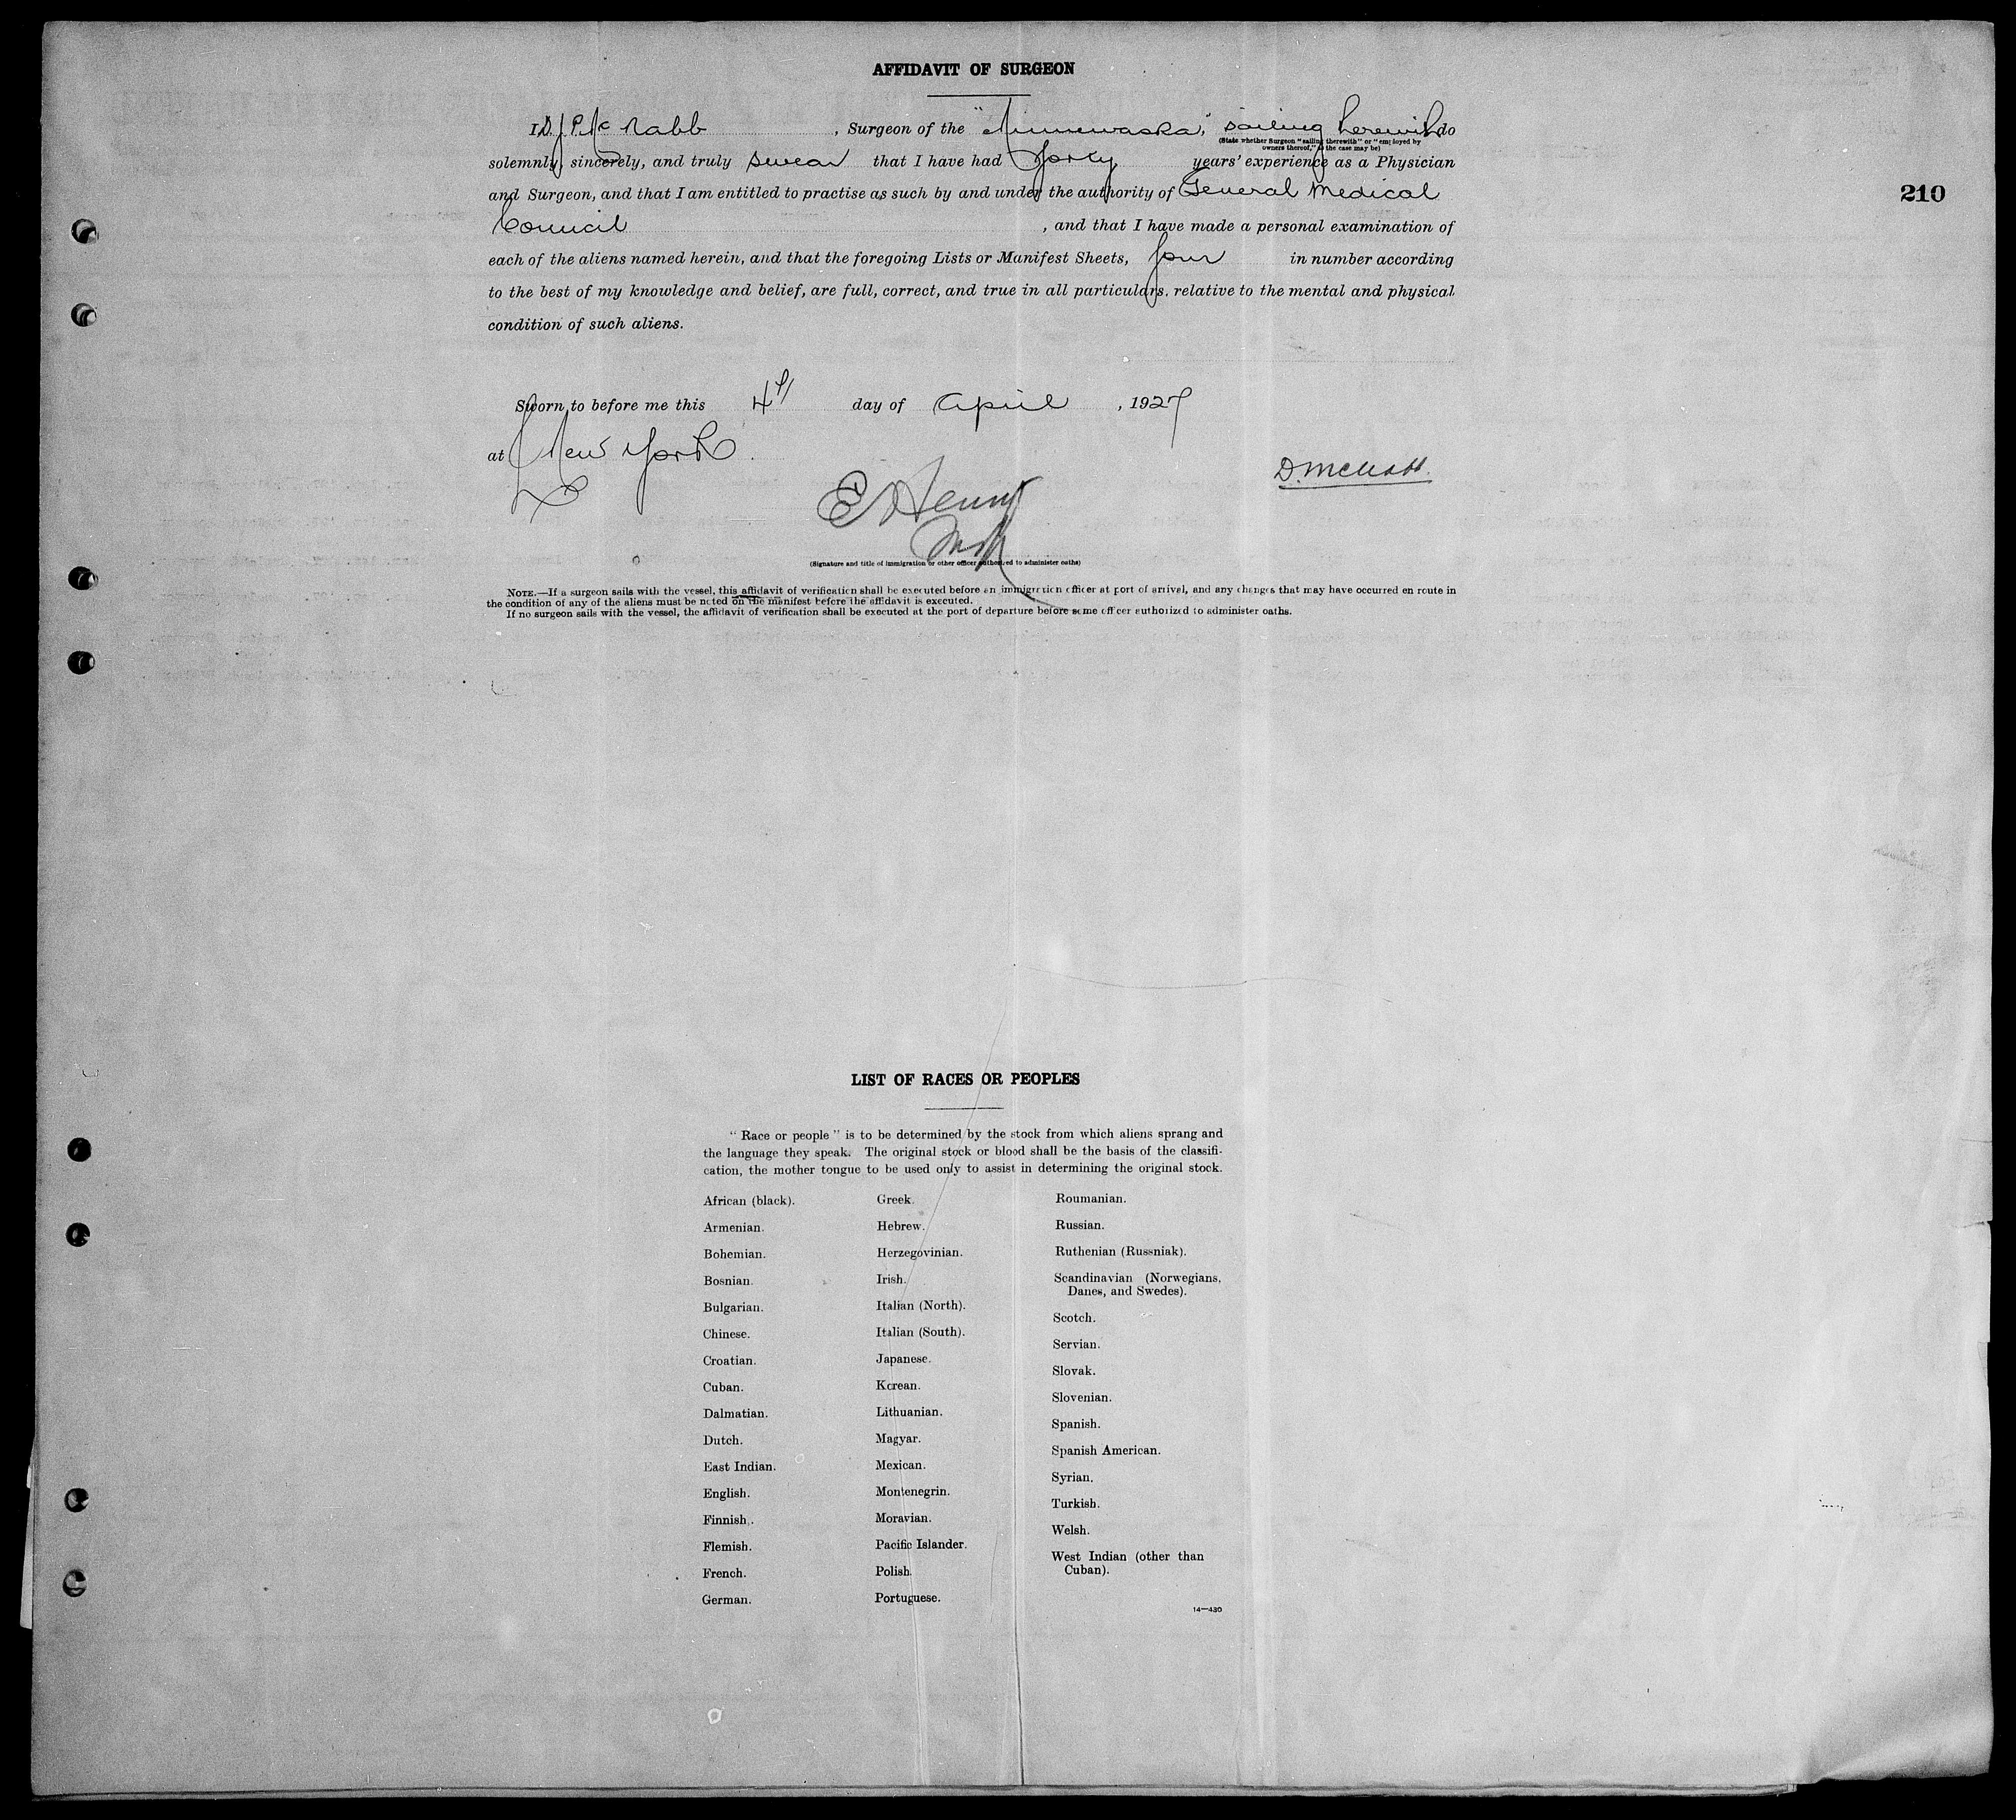 AFFIDAVIT OF SURGEON
I, D. J. P. McNabb, Surgeon of the "Minnewaska," sailing herewith do
(State whether Surgeon "sailing therewith" or "employed by
owners thereof," as the case may be)
solemnly, sincerely, and truly swear that I have had forty years' experience as a Physician
and Surgeon, and that I am entitled to practise as such by and under the authority of General Medical
210
Council, and that I have made a personal examination of
each of the aliens named herein, and that the foregoing Lists or Manifest Sheets, four in number according
to the best of my knowledge and belief, are full, correct, and true in all particulars, relative to the mental and physical
condition of such aliens.
Sworn to before me this 4th day of April, 1927
at New York
D. McNabb.
E Henry
(Signature and title of immigration or other officer authorized to administer oaths)
NOTE.—If a surgeon sails with the vessel, this affidavit of verification shall be executed before an immigration officer at port of arrival, and any changes that may have occurred en route in
the condition of any of the aliens must be noted on the manifest before the affidavit is executed.
If no surgeon sails with the vessel, the affidavit of verification shall be executed at the port of departure before some officer authorized to administer oaths.
LIST OF RACES OR PEOPLES
"Race or people" is to be determined by the stock from which aliens sprang and
the language they speak. The original stock or blood shall be the basis of the classifi-
cation, the mother tongue to be used only to assist in determining the original stock.
African (black).
Armenian.
Bohemian.
Bosnian.
Bulgarian.
Chinese.
Croatian.
Cuban.
Dalmatian.
Dutch.
East Indian.
English.
Finnish.
Flemish.
French.
German.
Greek.
Hebrew.
Herzegovinian.
Irish.
Italian (North).
Italian (South).
Japanese.
Korean.
Lithuanian.
Magyar.
Mexican.
Montenegrin.
Moravian.
Pacific Islander.
Polish.
Portuguese.
Roumanian.
Russian.
Ruthenian (Russniak).
Scandinavian (Norwegians,
Danes, and Swedes).
Scotch.
Servian.
Slovak.
Slovenian.
Spanish.
Spanish American.
Syrian.
Turkish.
Welsh.
West Indian (other than
Cuban).
14—430